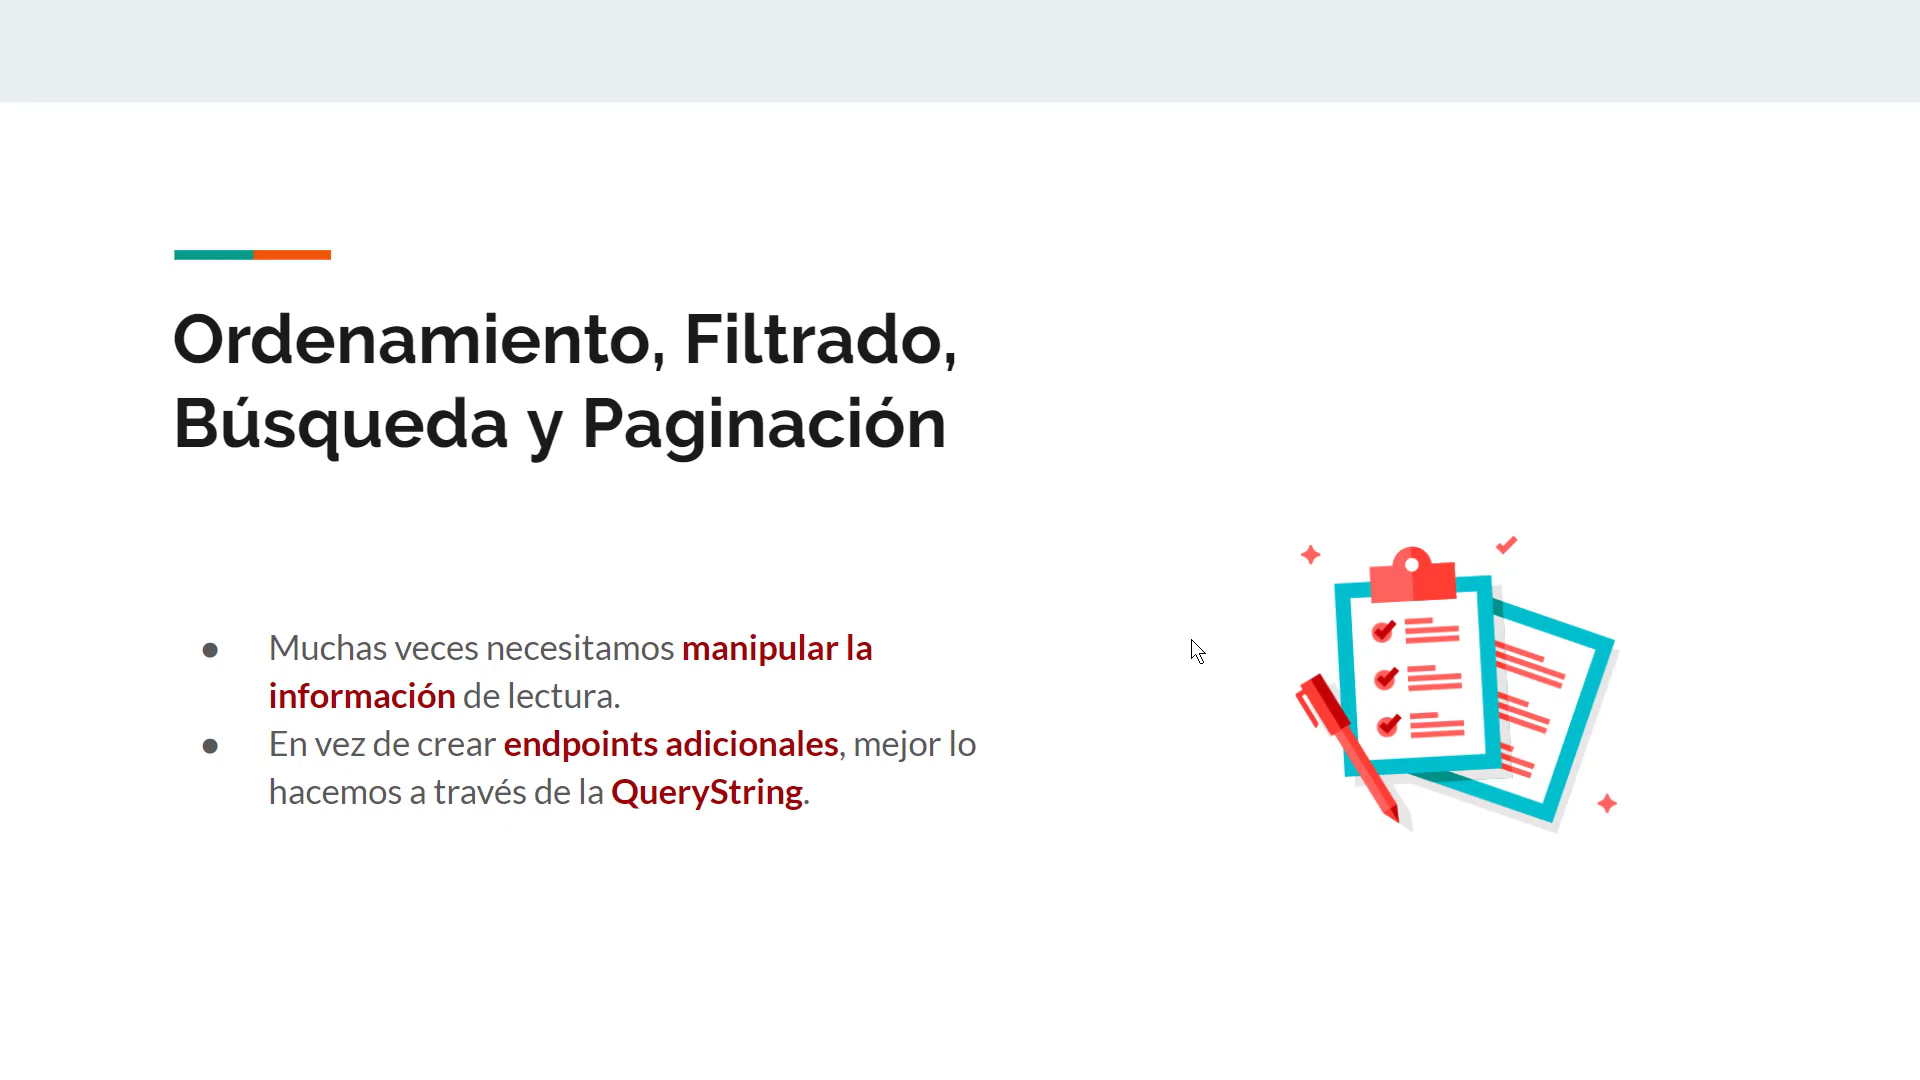 Ordenamiento, Filtrado,
Búsqueda y Paginación
● Muchas veces necesitamos manipular la
información de lectura.
● En vez de crear endpoints adicionales, mejor lo
hacemos a través de la QueryString.